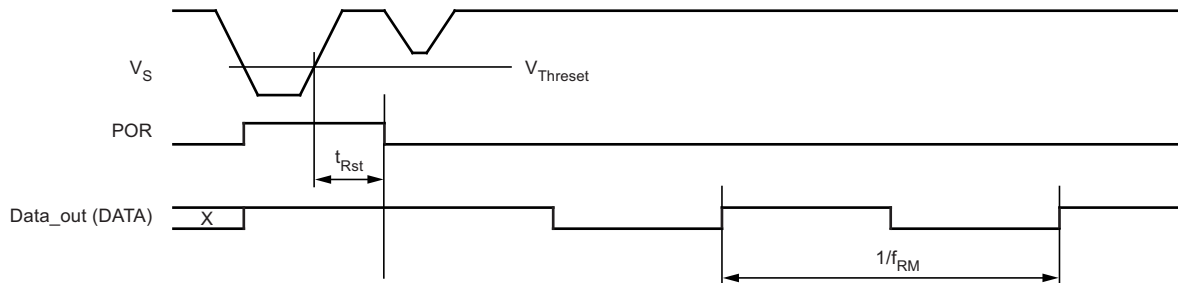 V_S
V_Threset
POR
t_Rst
Data_out (DATA)
X
1/f_RM